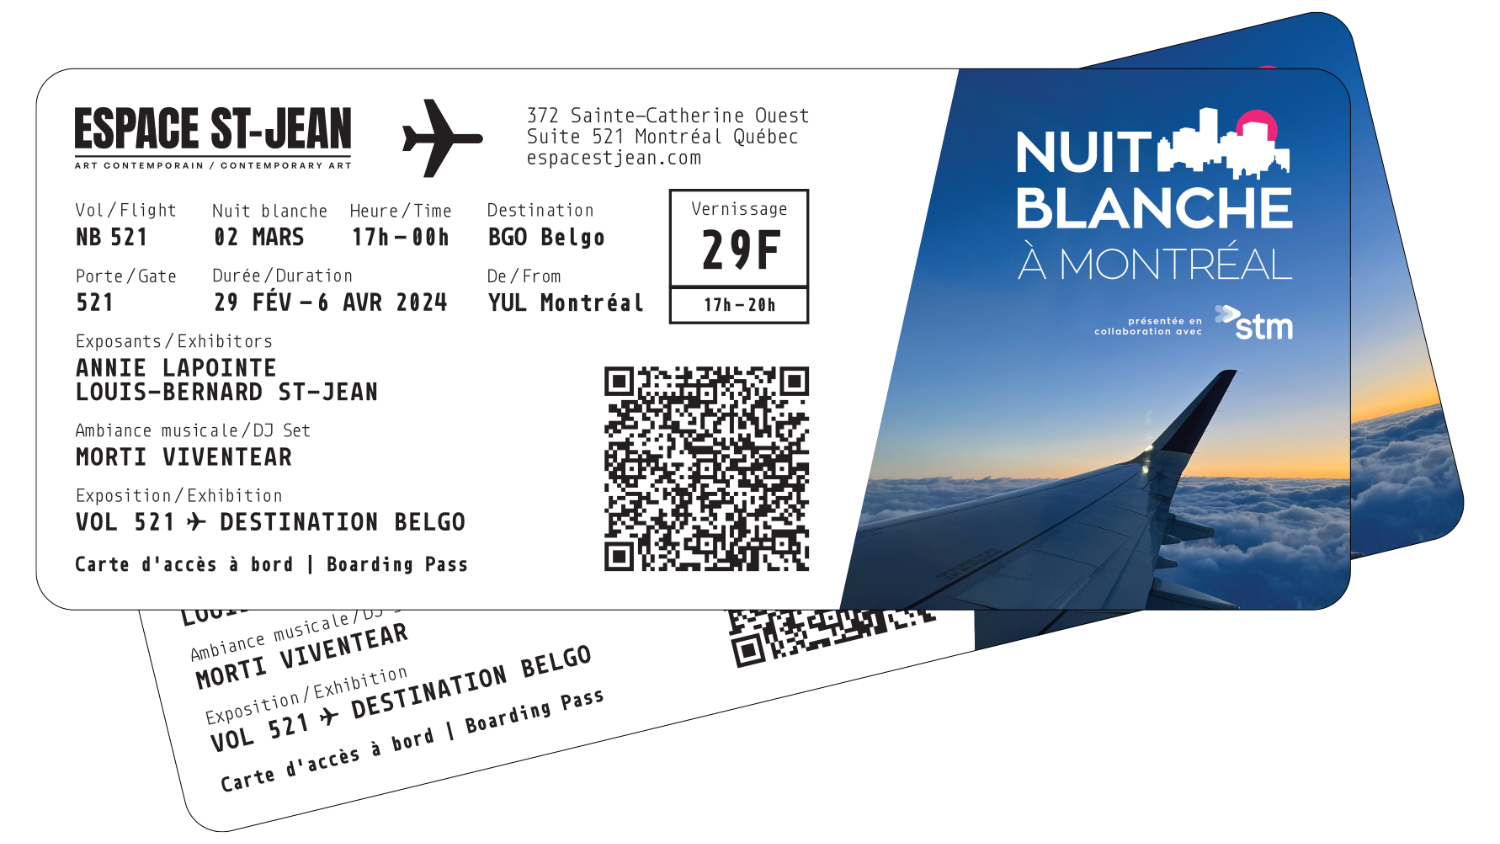 ESPACE ST-JEAN
ART CONTEMPORAIN / CONTEMPORARY ART
372 Sainte-Catherine Ouest
Suite 521 Montréal Québec
espacestjean.com
Vol/Flight
NB 521
Nuit blanche
02 MARS
Heure/Time
17h-00h
Destination
BGO Belgo
Vernissage
29F
17h-20h
Porte/Gate
521
Durée/Duration
29 FÉV - 6 AVR 2024
De/From
YUL Montréal
Exposants/Exhibitors
ANNIE LAPOINTE
LOUIS-BERNARD ST-JEAN
Ambiance musicale/DJ Set
MORTI VIVENTEAR
Exposition/Exhibition
VOL 521 ✈ DESTINATION BELGO
Carte d'accès à bord | Boarding Pass
NUIT
BLANCHE
À MONTRÉAL
présentée en
collaboration avec
stm
Ambiance musicale/DJ S
MORTI VIVENTEAR
Exposition/Exhibition
VOL 521 ✈ DESTINATION BELGO
Carte d'accès à bord | Boarding Pass